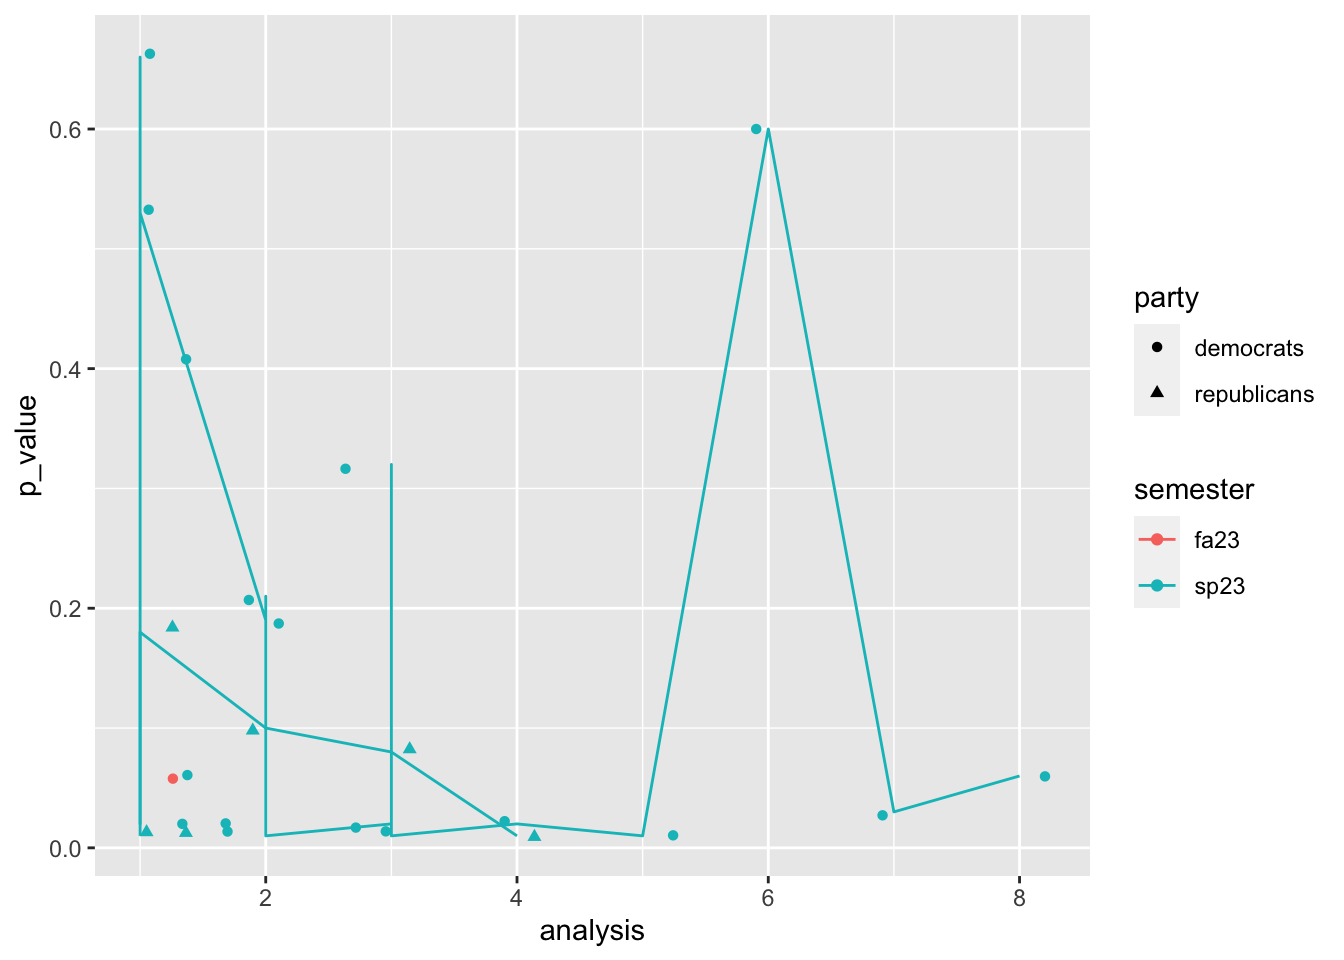 0.6
0.4
0.2
0.0
p_value
2
4
6
8
analysis
party
democrats
republicans
semester
fa23
sp23